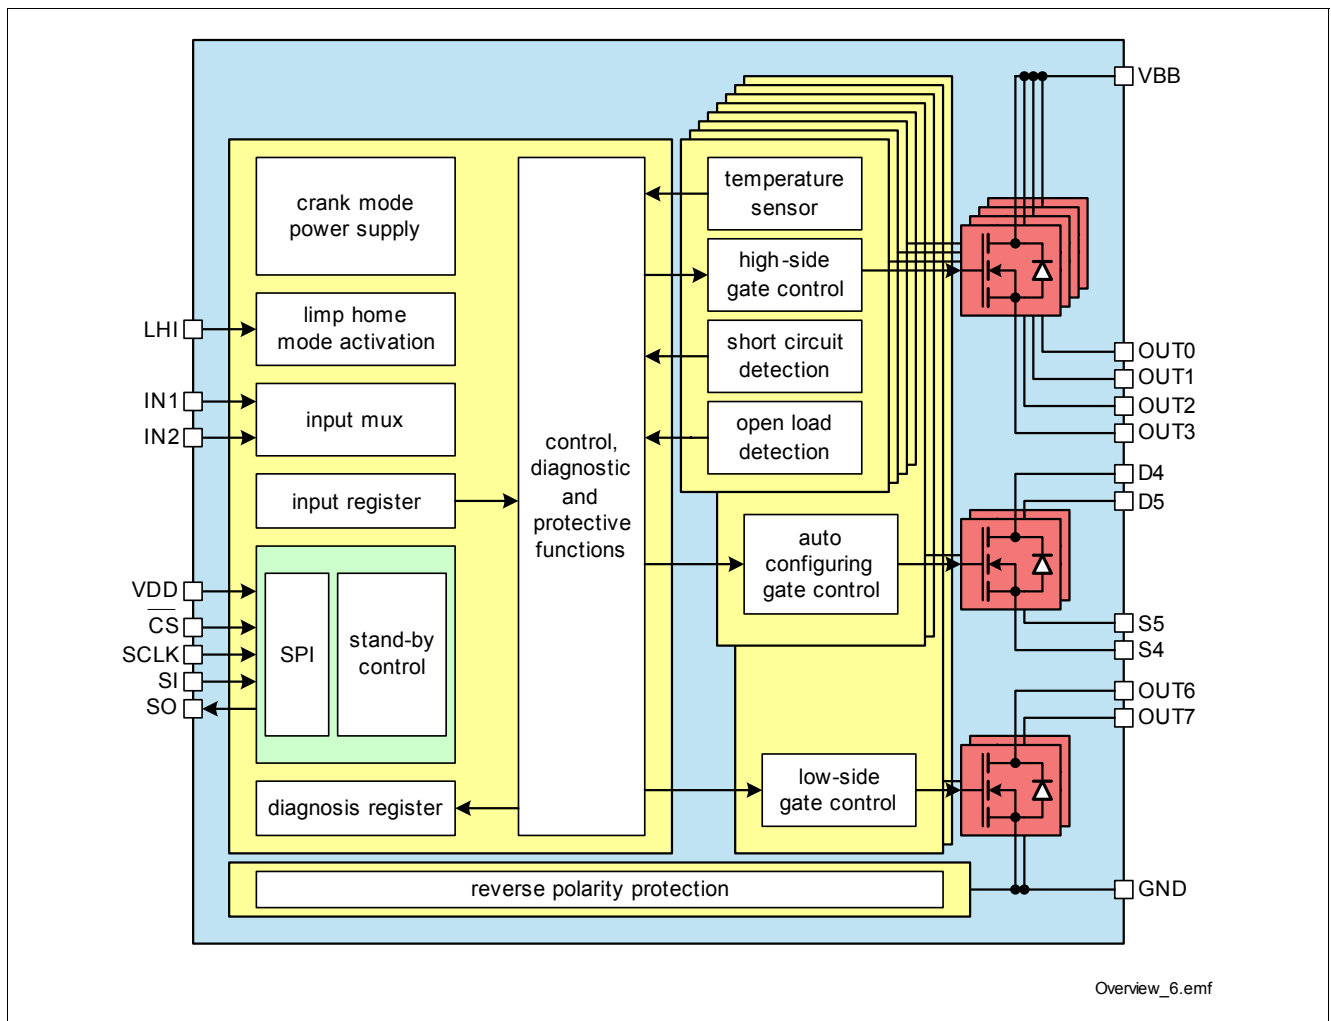 VBB
temperature
sensor
crank mode
power supply
high-side
gate control
limp home
mode activation
LHI
short circuit
detection
OUT0
OUT1
OUT2
OUT3
IN1
IN2
input mux
open load
detection
control,
diagnostic
and
protective
functions
D4
D5
input register
auto
configuring
gate control
VDD
CS
SCLK
SI
SO
SPI
stand-by
control
S5
S4
OUT6
OUT7
low-side
gate control
diagnosis register
reverse polarity protection
GND
Overview_6.emf